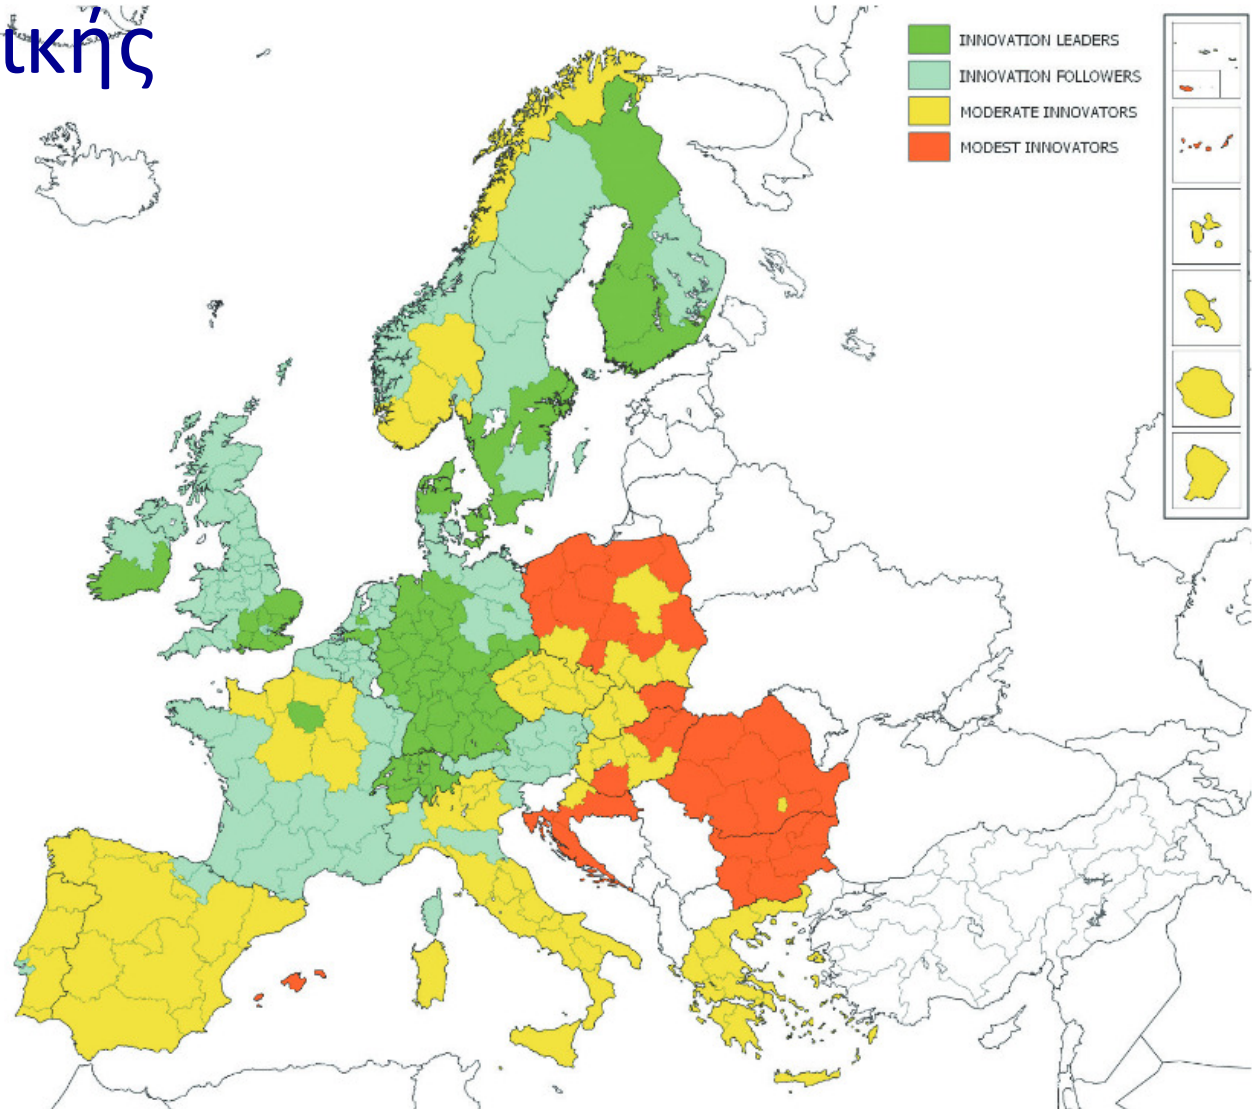 ικής
INNOVATION LEADERS
INNOVATION FOLLOWERS
MODERATE INNOVATORS
MODEST INNOVATORS